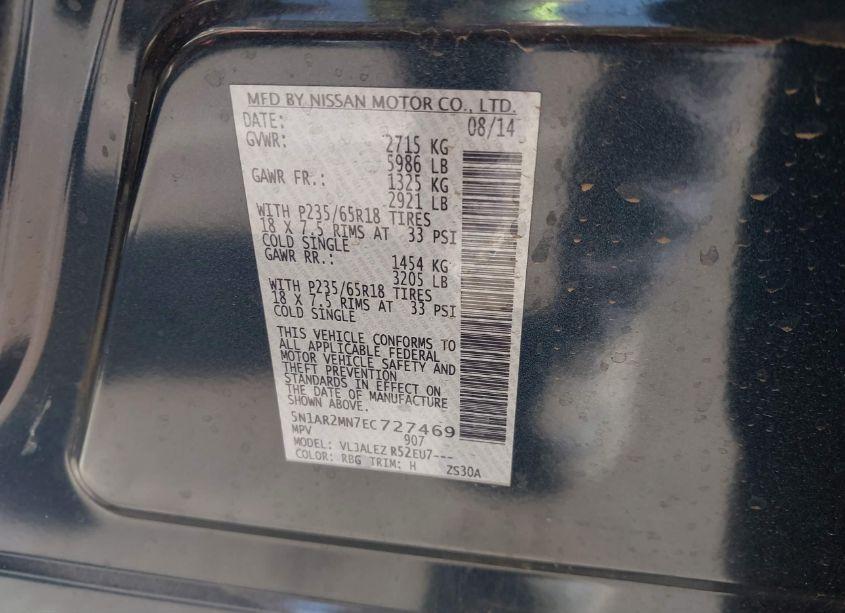 MFD BY NISSAN MOTOR CO., LTD.
DATE: 08/14
GVWR: 2715 KG
5986 LB
GAWR FR.: 1325 KG
2921 LB
WITH P235/65R18 TIRES
18 X 7.5 RIMS AT 33 PSI
COLD SINGLE
GAWR RR.: 1454 KG
3205 LB
WITH P235/65R18 TIRES
18 X 7.5 RIMS AT 33 PSI
COLD SINGLE
THIS VEHICLE CONFORMS TO
ALL APPLICABLE FEDERAL
MOTOR VEHICLE SAFETY AND
THEFT PREVENTION
STANDARDS IN EFFECT ON
THE DATE OF MANUFACTURE
SHOWN ABOVE.
5N1AR2MN7EC727469
MPV 907
MODEL: VL3ALEZ R52EU7---
COLOR: RBG TRIM: H ZS30A